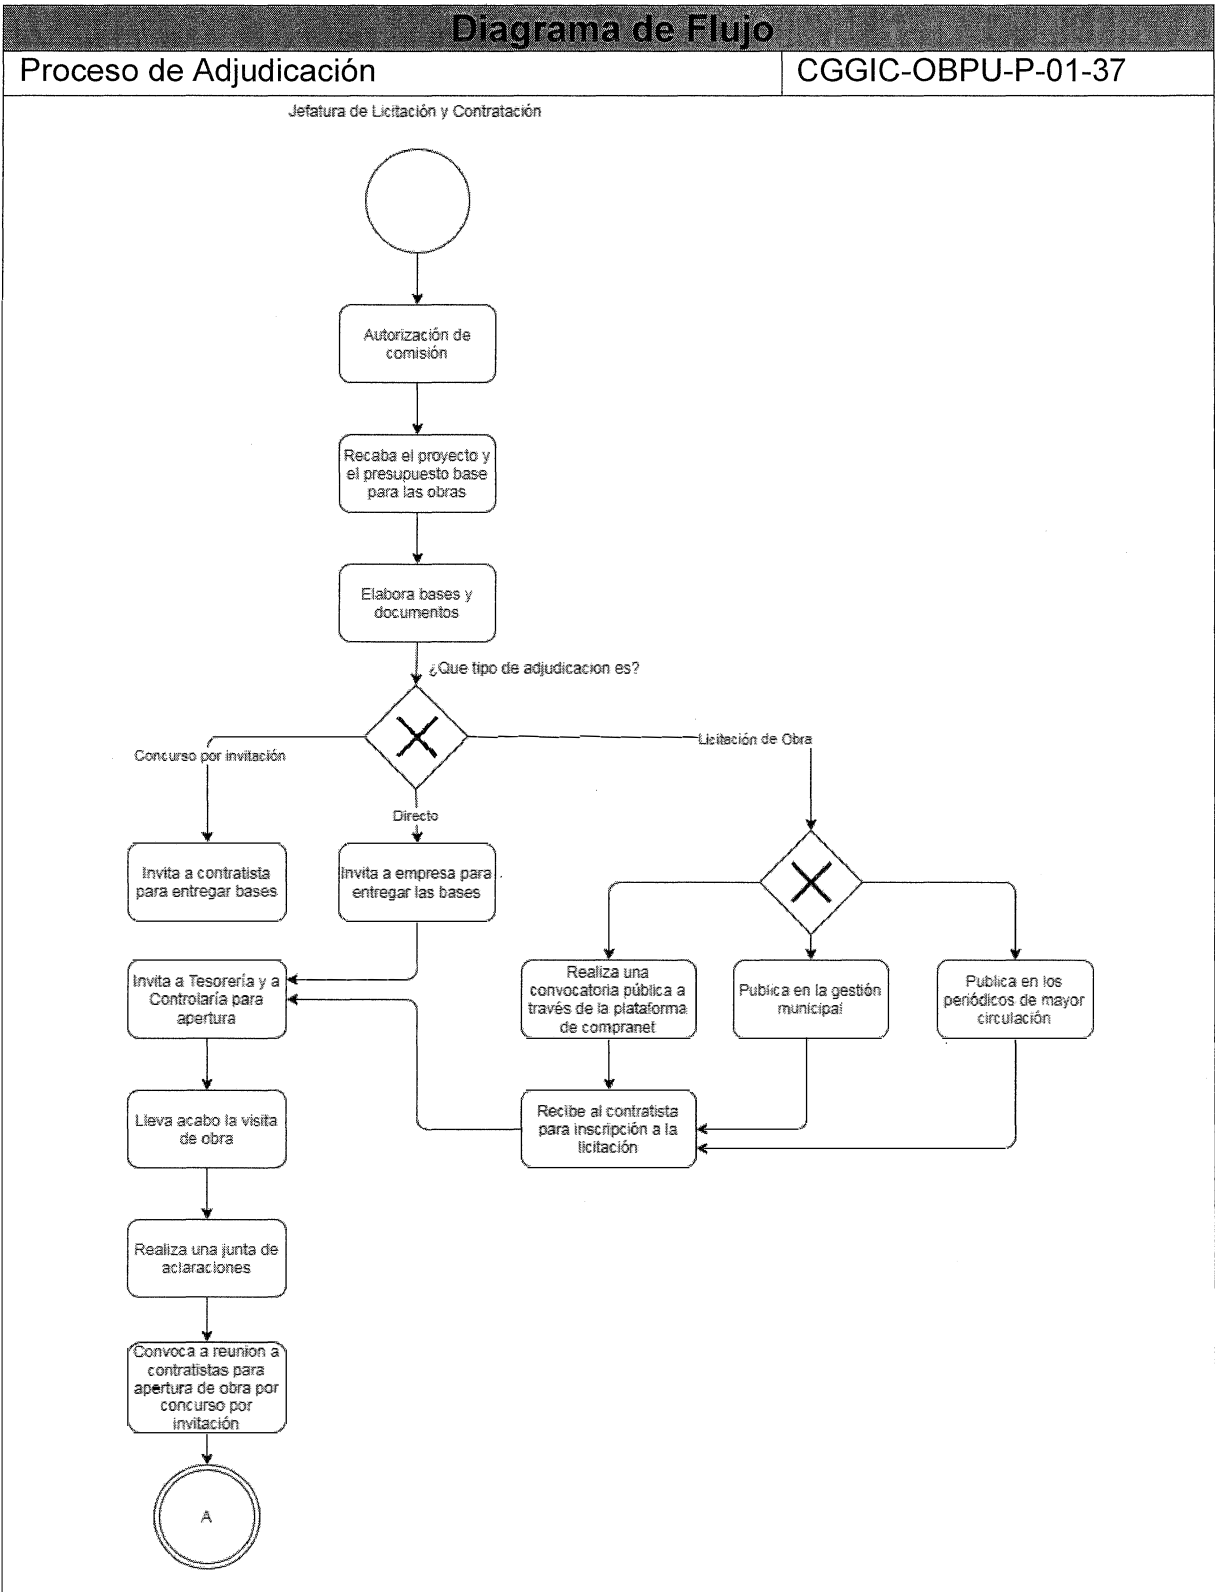 Diagrama de Flujo
Proceso de Adjudicación
CGGIC-OBPU-P-01-37
Jefatura de Licitación y Contratación
Autorización de
comisión
Recaba el proyecto y
el presupuesto base
para las obras
Elabora bases y
documentos
¿Que tipo de adjudicacion es?
Concurso por invitación
Directo
Licitación de Obra
Invita a contratista
para entregar bases
Invita a empresa para
entregar las bases
Invita a Tesorería y a
Controlaría para
apertura
Realiza una
convocatoria pública a
través de la plataforma
de compranet
Publica en la gestión
municipal
Publica en los
periódicos de mayor
circulación
Lleva acabo la visita
de obra
Recibe al contratista
para inscripción a la
licitación
Realiza una junta de
aclaraciones
Convoca a reunion a
contratistas para
apertura de obra por
concurso por
invitación
A